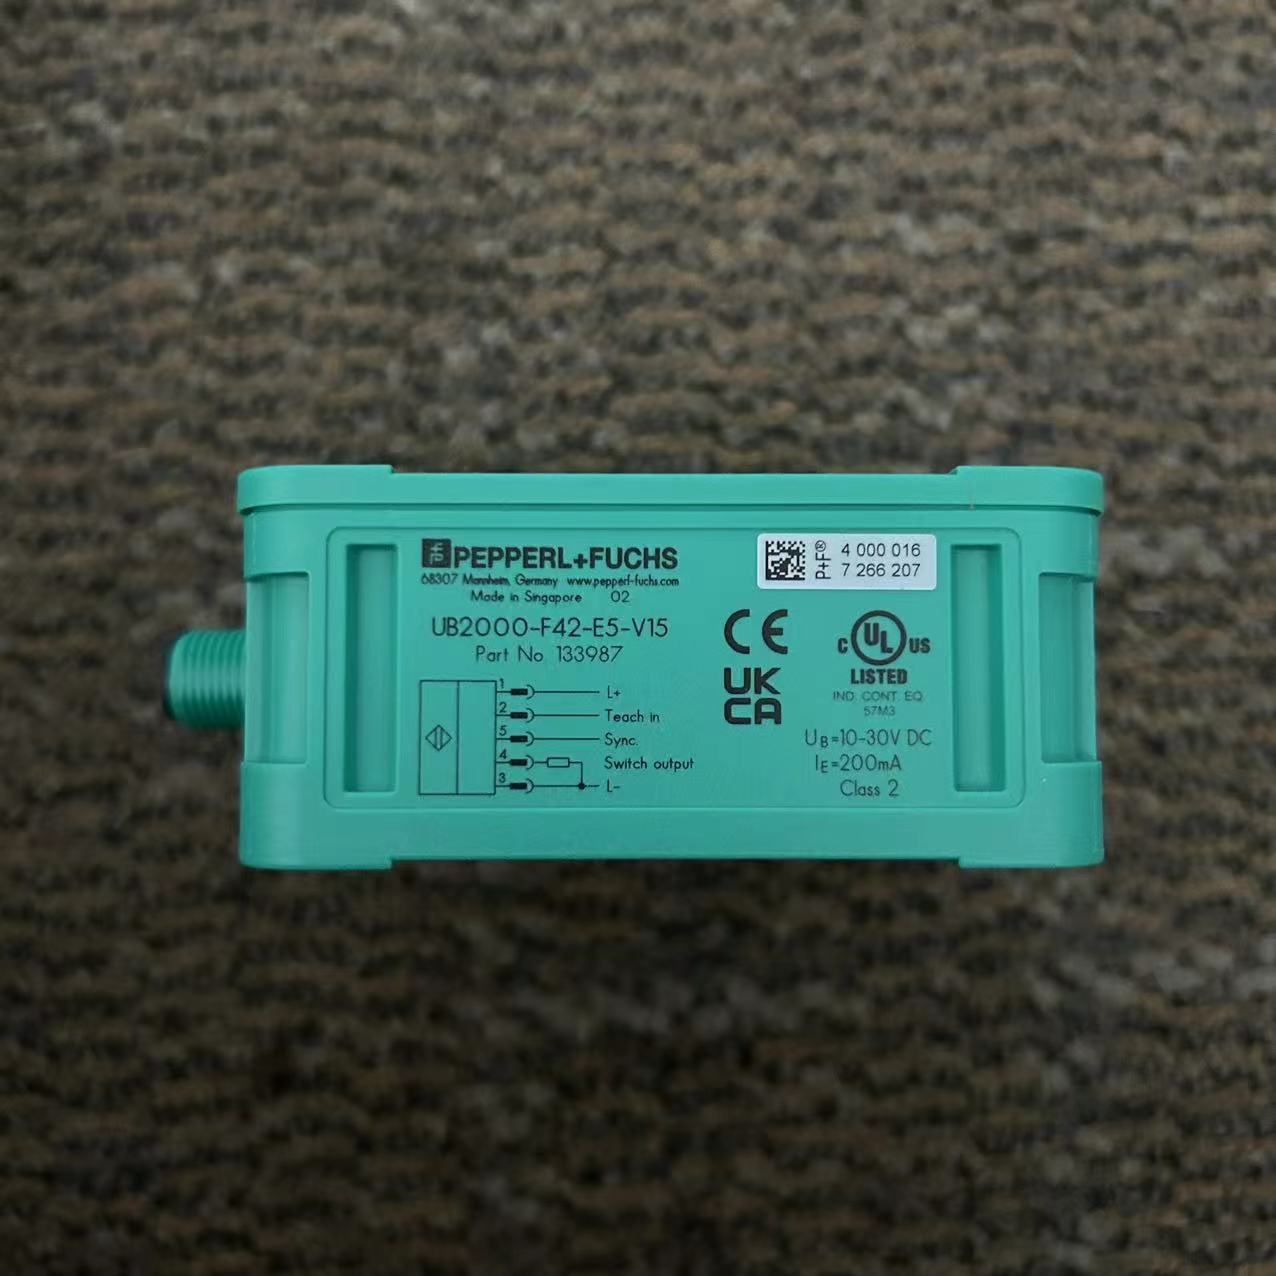 PEPPERL+FUCHS
68307 Mannheim, Germany www.pepperl-fuchs.com
Made in Singapore 02
UB2000-F42-E5-V15
Part No 133987
1 L+
2 Teach in
5 Sync.
4 Switch output
3 L-
P+F
4 000 016
7 266 207
CE
UK
CA
C UL US
LISTED
IND. CONT. EQ.
57M3
UB=10-30V DC
IE=200mA
Class 2